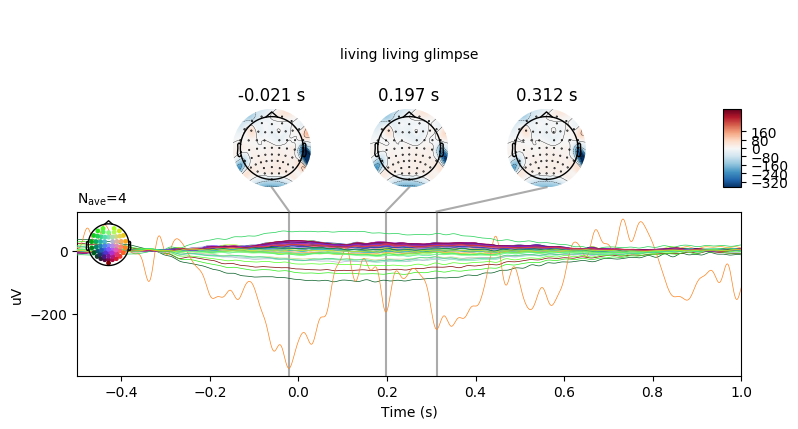 living living glimpse
-0.021 s 0.197 s 0.312 s
160
80
0
−80
−160
−240
−320
Nave=4
0
−200
uV
−0.4 −0.2 0.0 0.2 0.4 0.6 0.8 1.0
Time (s)